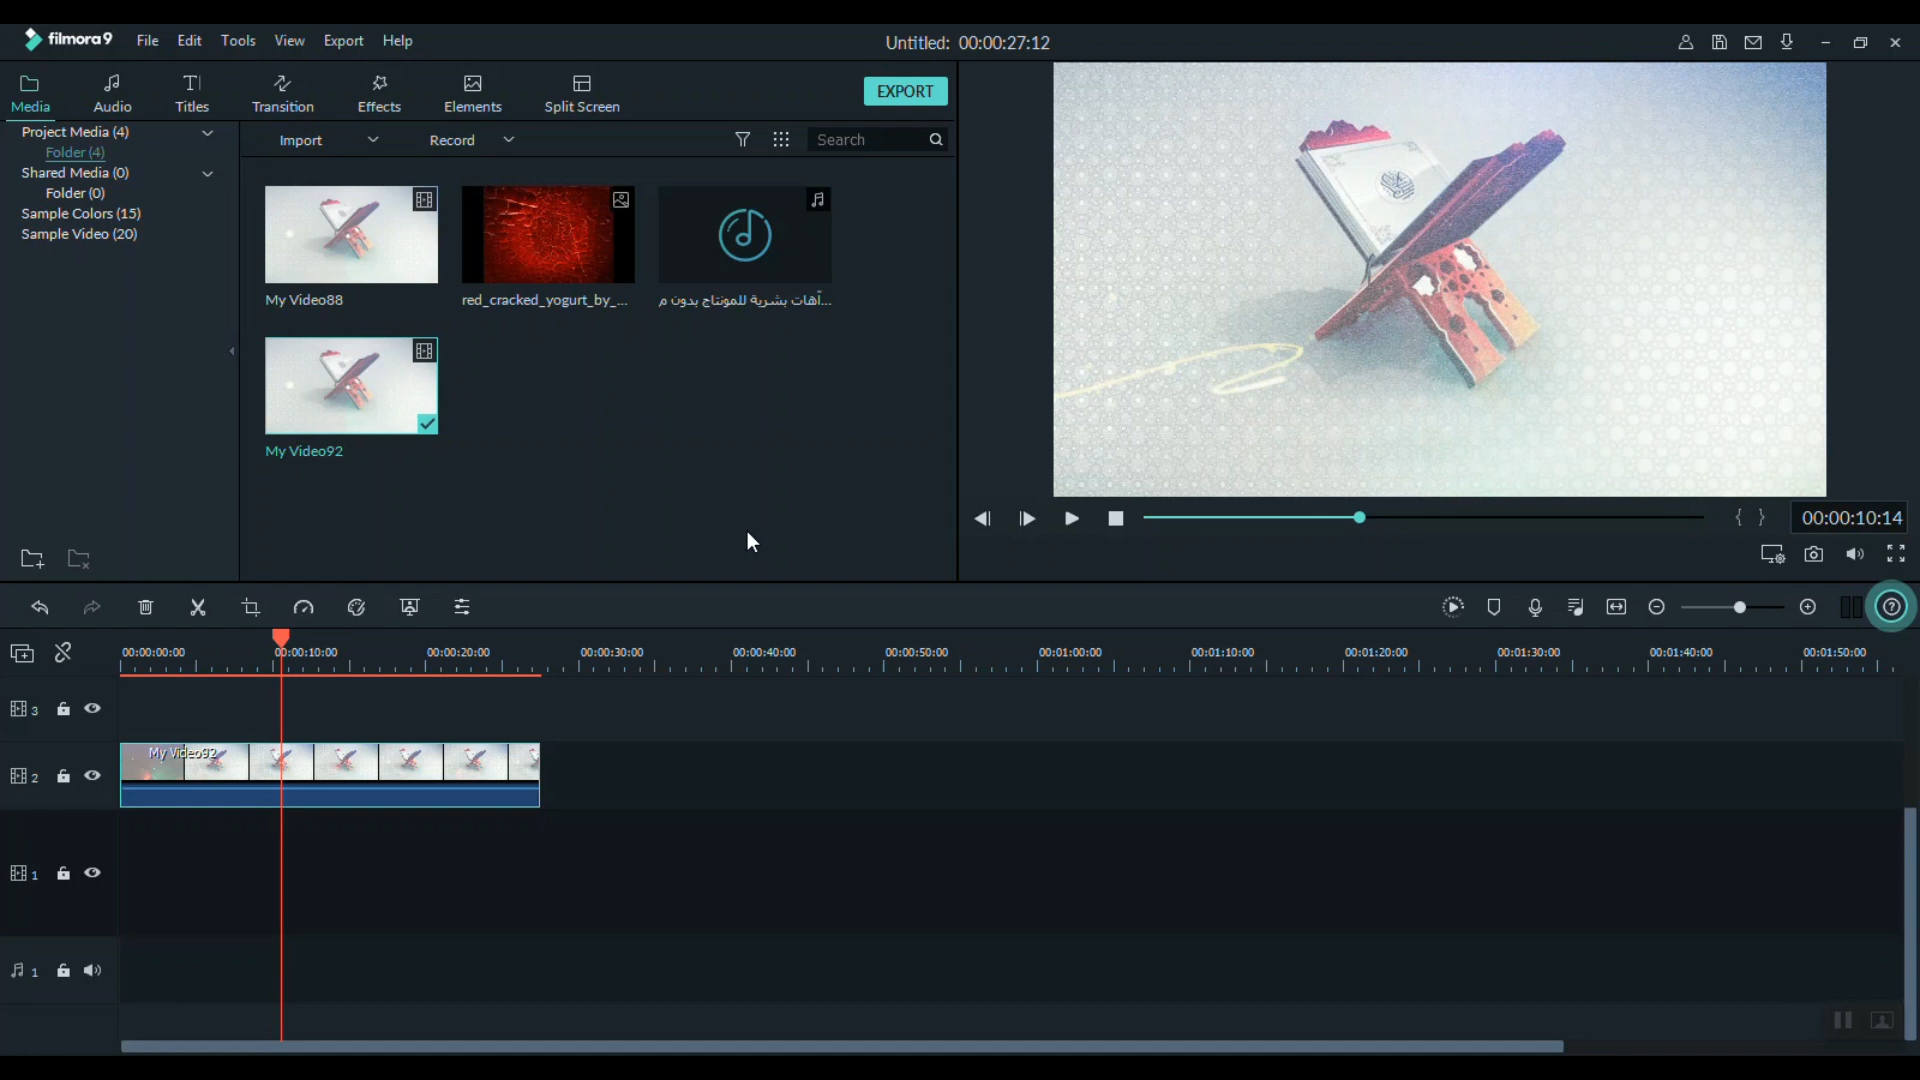 filmora9 File Edit Tools View Export Help Untitled: 00:00:27:12
Media Audio Titles Transition Effects Elements Split Screen EXPORT
Project Media (4)
Folder (4)
Shared Media (0)
Folder (0)
Sample Colors (15)
Sample Video (20)
Import Record Search
My Video88 red_cracked_yogurt_by_... آهات بشرية للمونتاج بدون م...
My Video92
00:00:10:14
00:00:00:00 00:00:10:00 00:00:20:00 00:00:30:00 00:00:40:00 00:00:50:00 00:01:00:00 00:01:10:00 00:01:20:00 00:01:30:00 00:01:40:00 00:01:50:00
3
My Video92
2
1
1